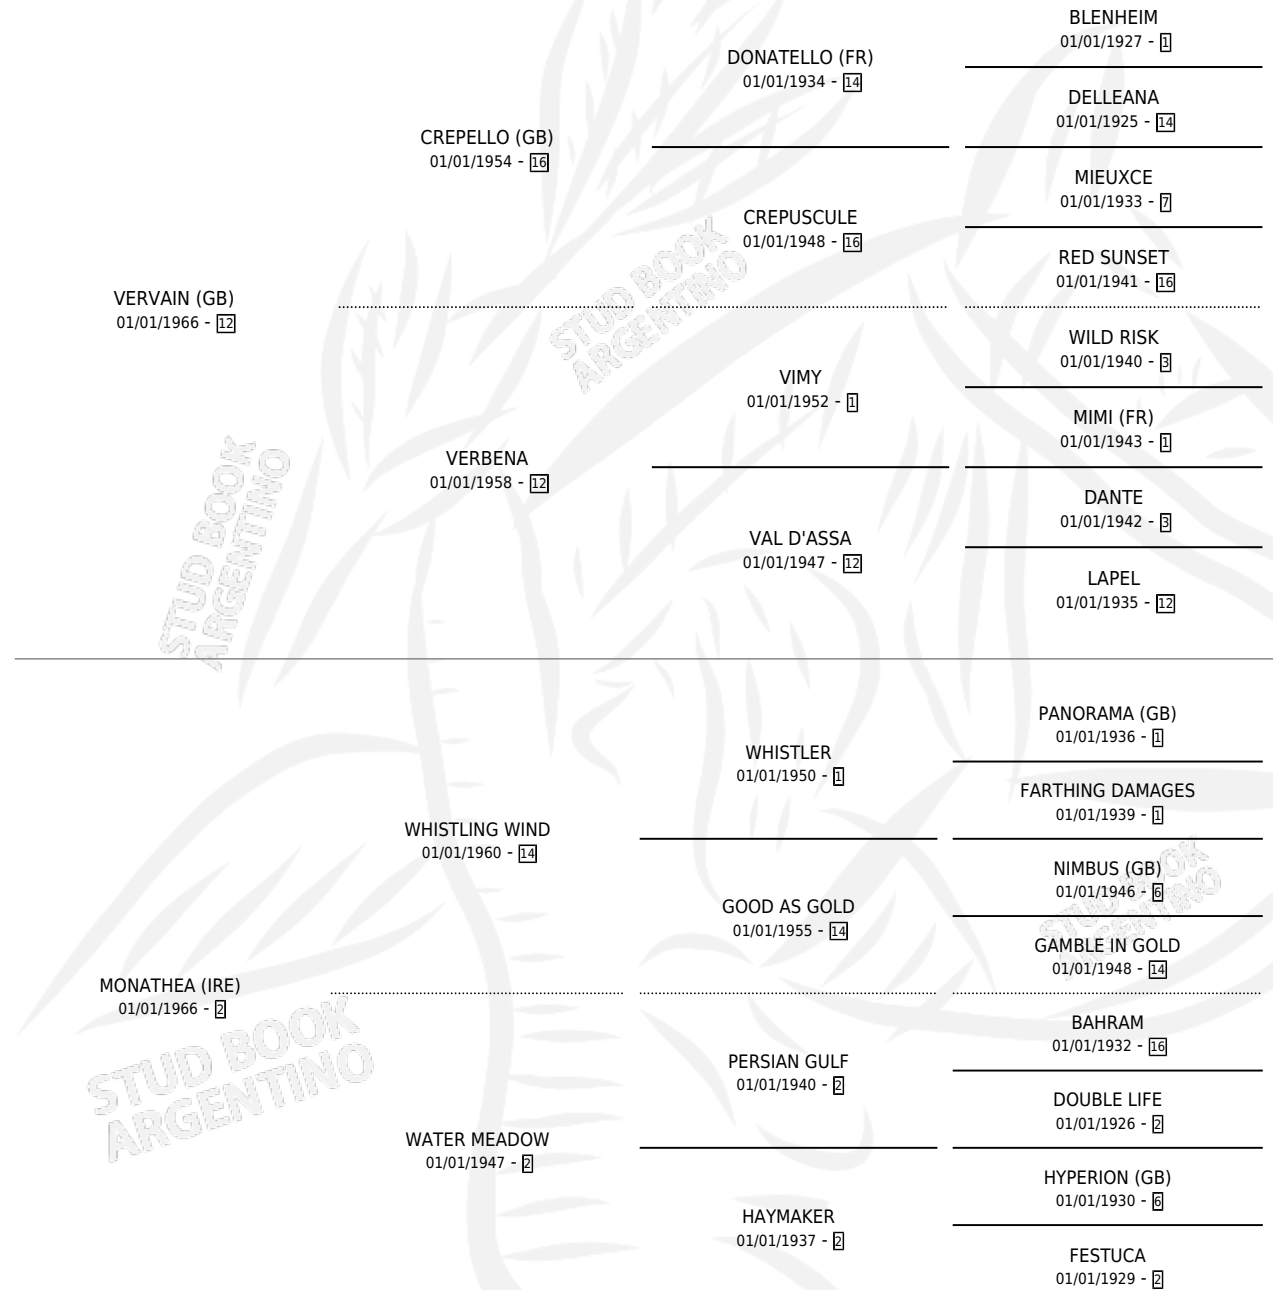 BLENHEIM
01/01/1927 - 1
DONATELLO (FR)
01/01/1934 - 14
DELLEANA
01/01/1925 - 14
CREPELLO (GB)
01/01/1954 - 16
MIEUXCE
01/01/1933 - 7
CREPUSCULE
01/01/1948 - 16
RED SUNSET
01/01/1941 - 16
VERVAIN (GB)
01/01/1966 - 12
WILD RISK
01/01/1940 - 3
VIMY
01/01/1952 - 1
MIMI (FR)
01/01/1943 - 1
VERBENA
01/01/1958 - 12
DANTE
01/01/1942 - 3
VAL D'ASSA
01/01/1947 - 12
LAPEL
01/01/1935 - 12
PANORAMA (GB)
01/01/1936 - 1
WHISTLER
01/01/1950 - 1
FARTHING DAMAGES
01/01/1939 - 1
WHISTLING WIND
01/01/1960 - 14
NIMBUS (GB)
01/01/1946 - 6
GOOD AS GOLD
01/01/1955 - 14
GAMBLE IN GOLD
01/01/1948 - 14
MONATHEA (IRE)
01/01/1966 - 2
BAHRAM
01/01/1932 - 16
PERSIAN GULF
01/01/1940 - 2
DOUBLE LIFE
01/01/1926 - 2
WATER MEADOW
01/01/1947 - 2
HYPERION (GB)
01/01/1930 - 6
HAYMAKER
01/01/1937 - 2
FESTUCA
01/01/1929 - 2
STUD BOOK
ARGENTINO
STUD BOOK
ARGENTINO
STUD BOOK
ARGENTINO
STUD BOOK
ARGENTINO